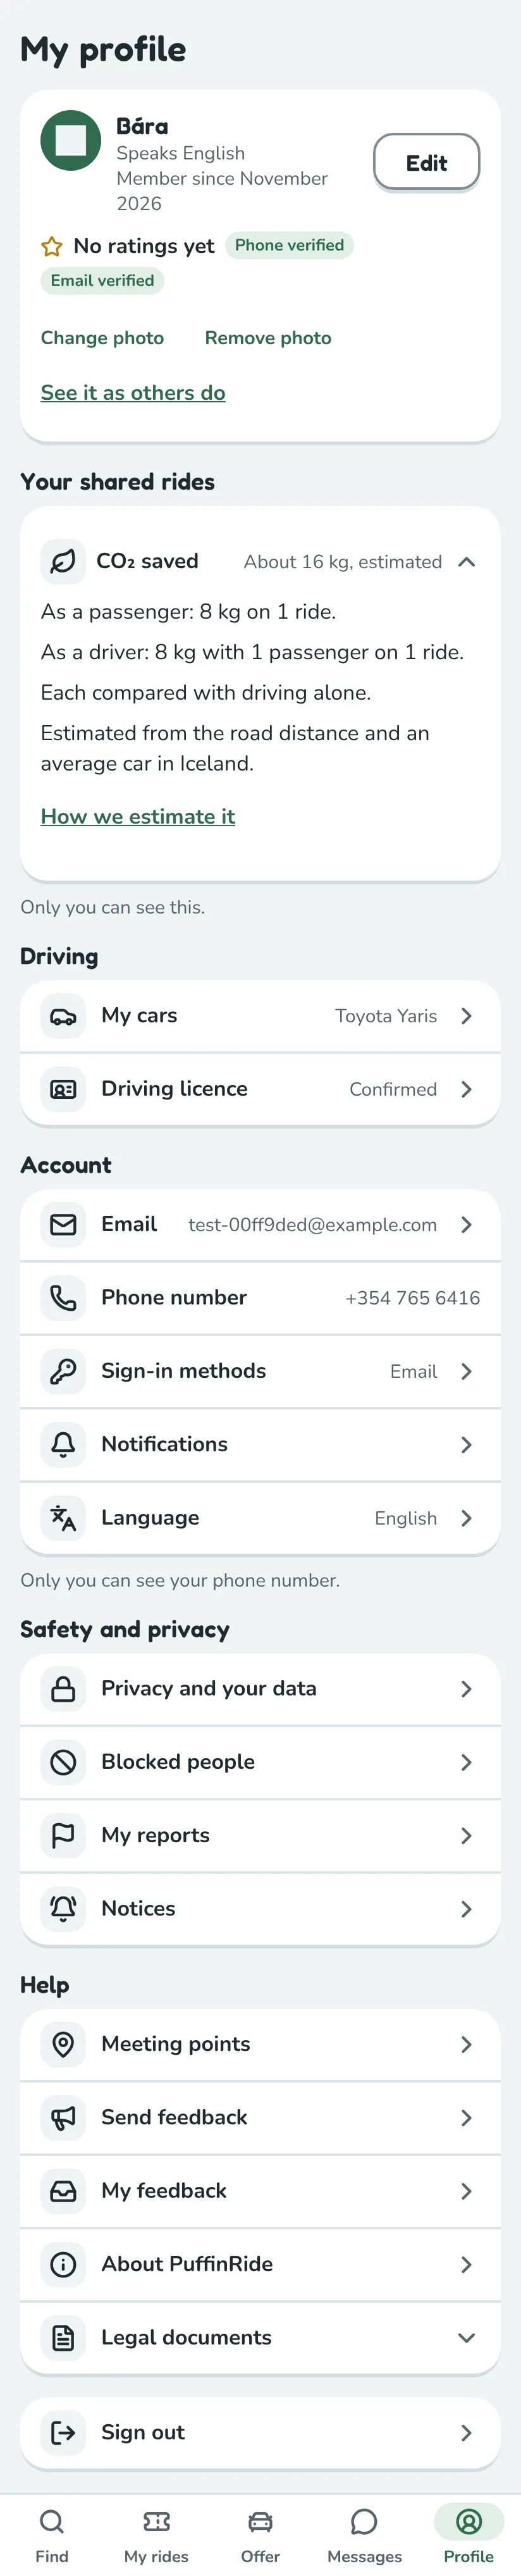 My profile
Bára
Speaks English
Member since November
2026
Edit
No ratings yet
Phone verified
Email verified
Change photo
Remove photo
See it as others do
Your shared rides
CO₂ saved
About 16 kg, estimated
As a passenger: 8 kg on 1 ride.
As a driver: 8 kg with 1 passenger on 1 ride.
Each compared with driving alone.
Estimated from the road distance and an
average car in Iceland.
How we estimate it
Only you can see this.
Driving
My cars
Toyota Yaris
Driving licence
Confirmed
Account
Email
test-00ff9ded@example.com
Phone number
+354 765 6416
Sign-in methods
Email
Notifications
Language
English
Only you can see your phone number.
Safety and privacy
Privacy and your data
Blocked people
My reports
Notices
Help
Meeting points
Send feedback
My feedback
About PuffinRide
Legal documents
Sign out
Find
My rides
Offer
Messages
Profile